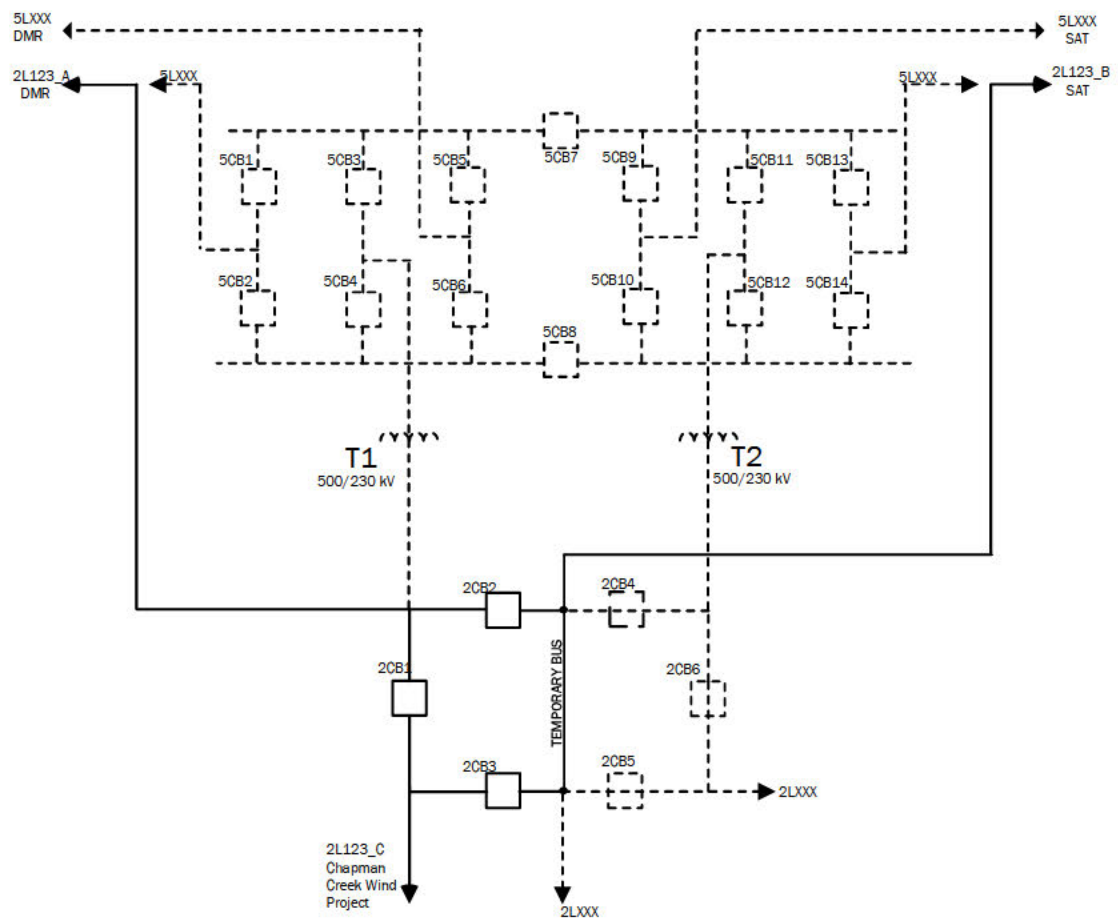 5LXXX
DMR
5LXXX
SAT
2L123_A
DMR
5LXXX
5LXXX
2L123_B
SAT
5CB1
5CB3
5CB5
5CB7
5CB9
5CB11
5CB13
5CB2
5CB4
5CB6
5CB8
5CB10
5CB12
5CB14
T1
500/230 kV
T2
500/230 kV
2CB2
2CB4
2CB1
TEMPORARY BUS
2CB6
2CB3
2CB5
2LXXX
2L123_C
Chapman
Creek Wind
Project
2LXXX